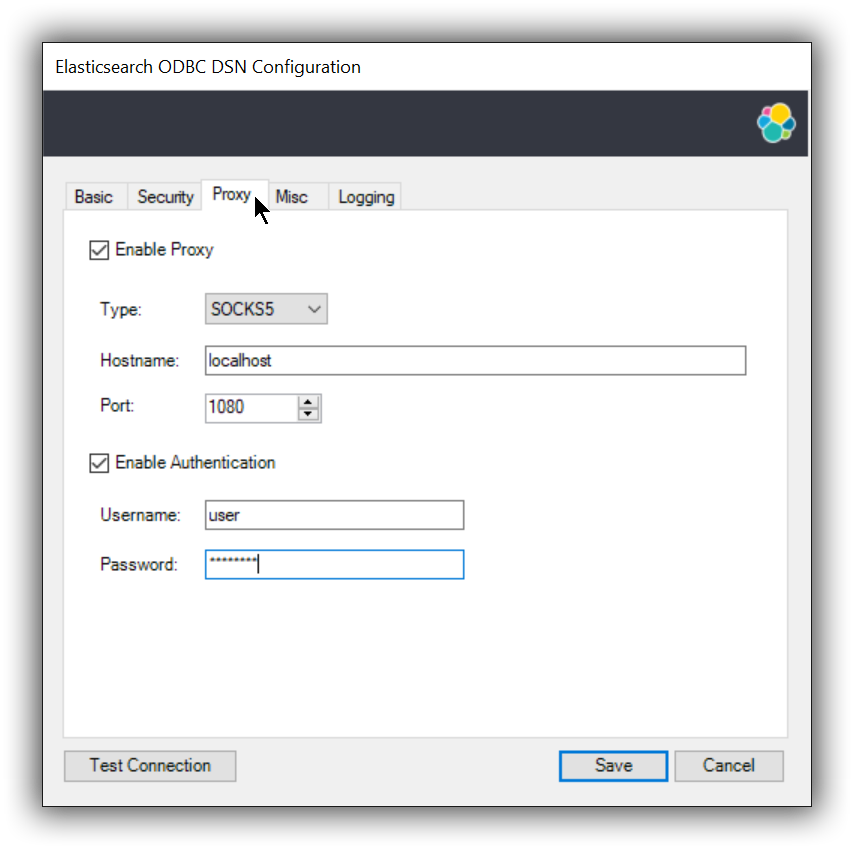 Elasticsearch ODBC DSN Configuration
Basic Security Proxy Misc Logging
Enable Proxy
Type: SOCKS5
Hostname: localhost
Port: 1080
Enable Authentication
Username: user
Password: ********
Test Connection Save Cancel